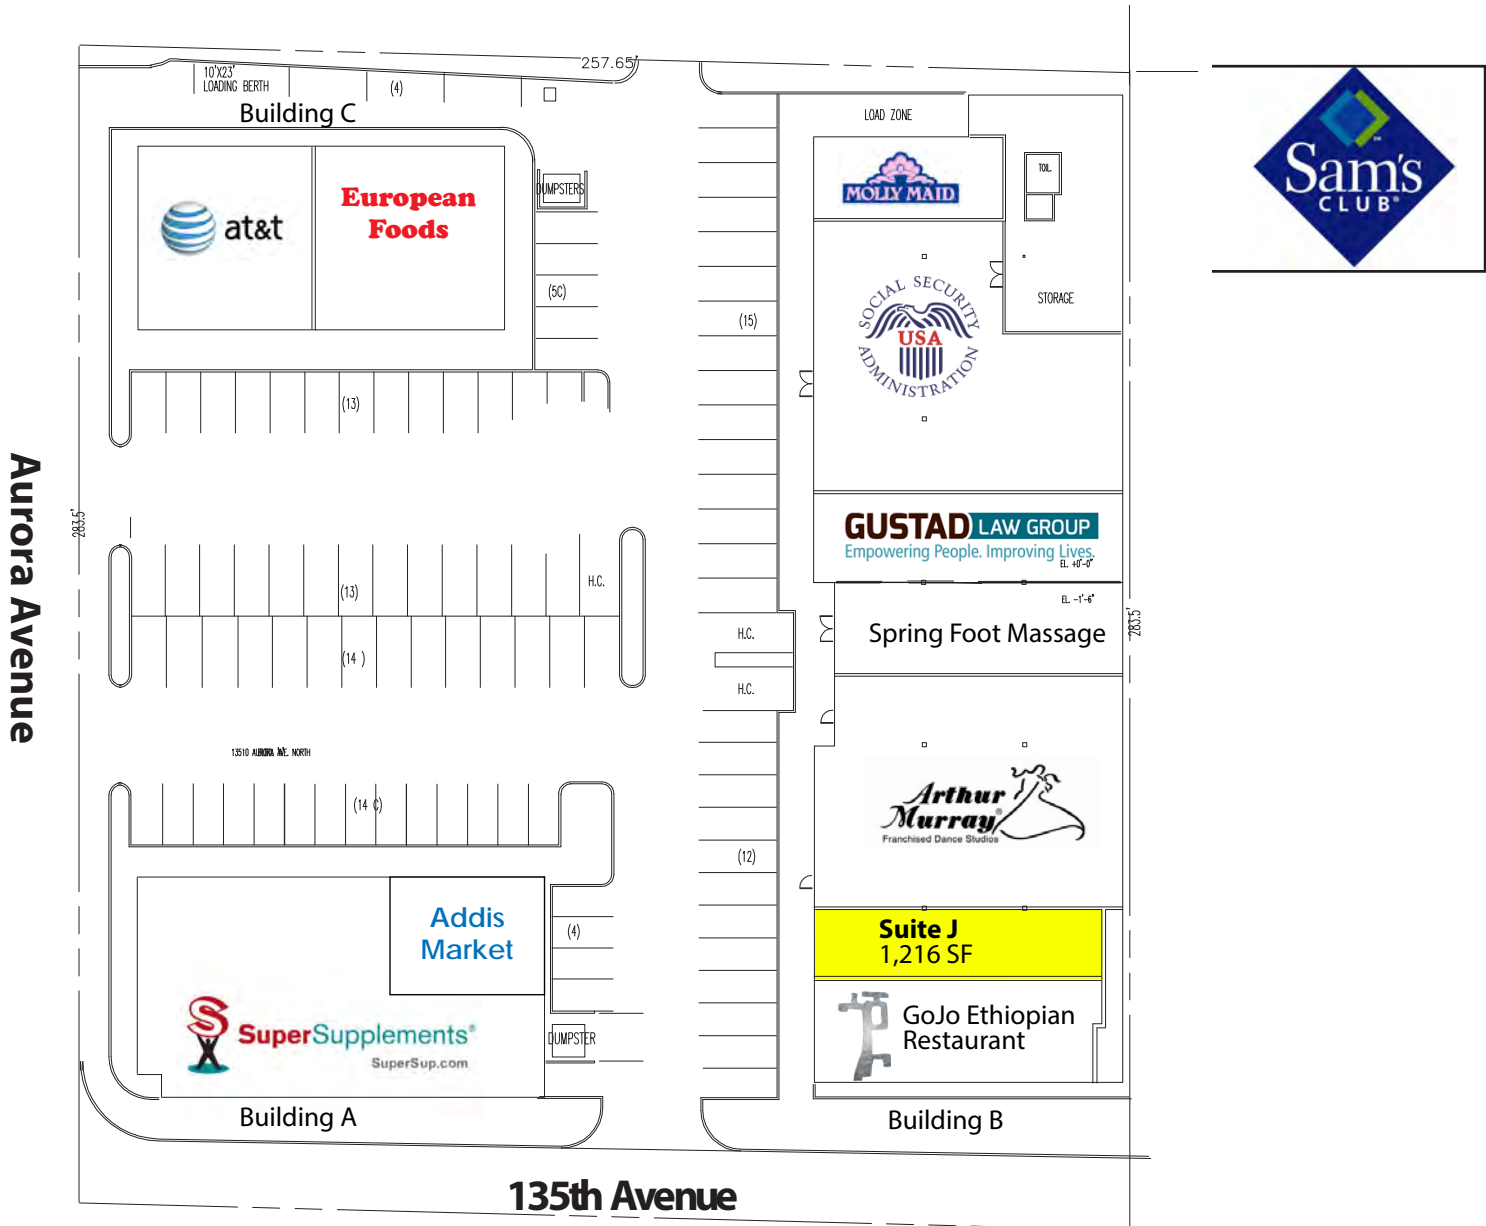 257.65'
10'X23'
LOADING BERTH
(4)
Building C
LOAD ZONE
Sam's
CLUB
SM
®
at&t
European
Foods
DUMPSTERS
MOLLY MAID
TOIL.
(5C)
SOCIAL SECURITY
USA
ADMINISTRATION
STORAGE
(15)
(13)
Aurora Avenue
283.5'
GUSTAD LAW GROUP
Empowering People. Improving Lives.
EL. +0'-0"
(13)
H.C.
EL. -1'-6"
H.C.
Spring Foot Massage
283.5'
(14 )
H.C.
13510 AURORA AVE. NORTH
(14 C)
Arthur
Murray®
Franchised Dance Studios
(12)
Addis
Market
(4)
Suite J
1,216 SF
SuperSupplements®
SuperSup.com
DUMPSTER
GoJo Ethiopian
Restaurant
Building A
Building B
135th Avenue